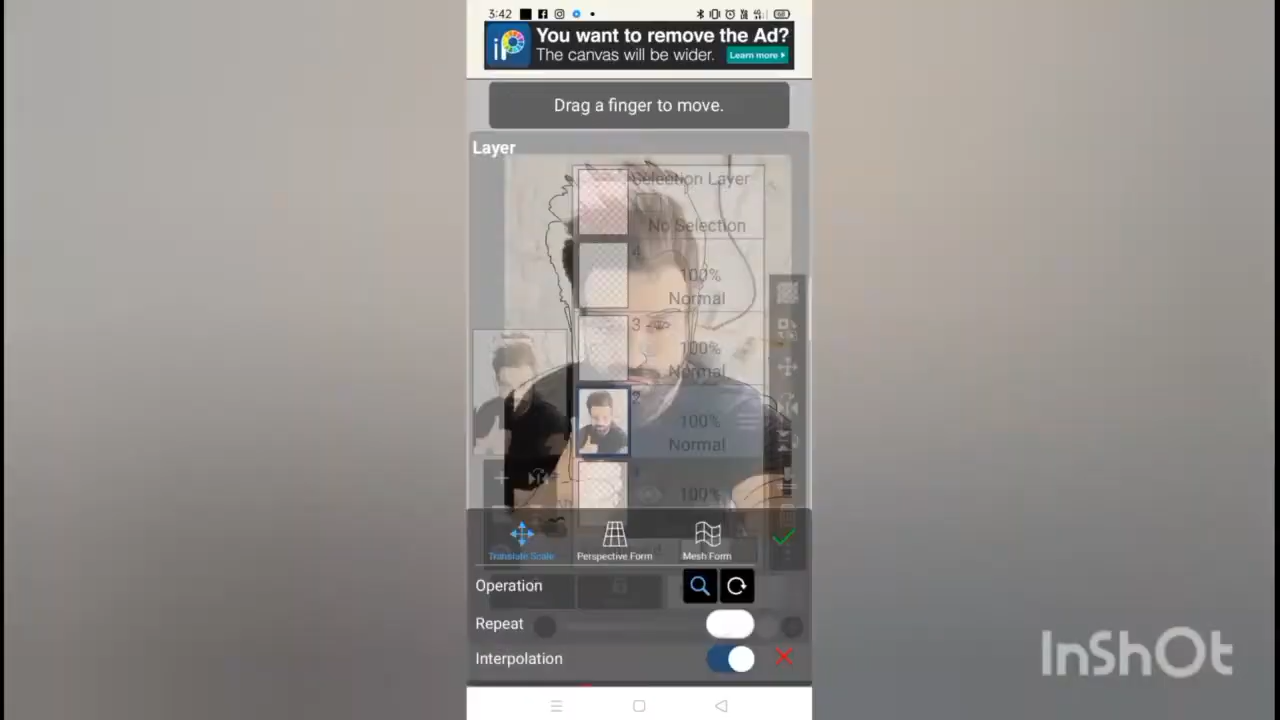 3:42
You want to remove the Ad?
The canvas will be wider.
Learn more
iP
Drag a finger to move.
Layer
Selection Layer
No Selection
4
100%
Normal
3
100%
Normal
2
100%
Normal
100%
Translate Scale
Perspective Form
Mesh Form
Operation
Repeat
Interpolation
InShOt